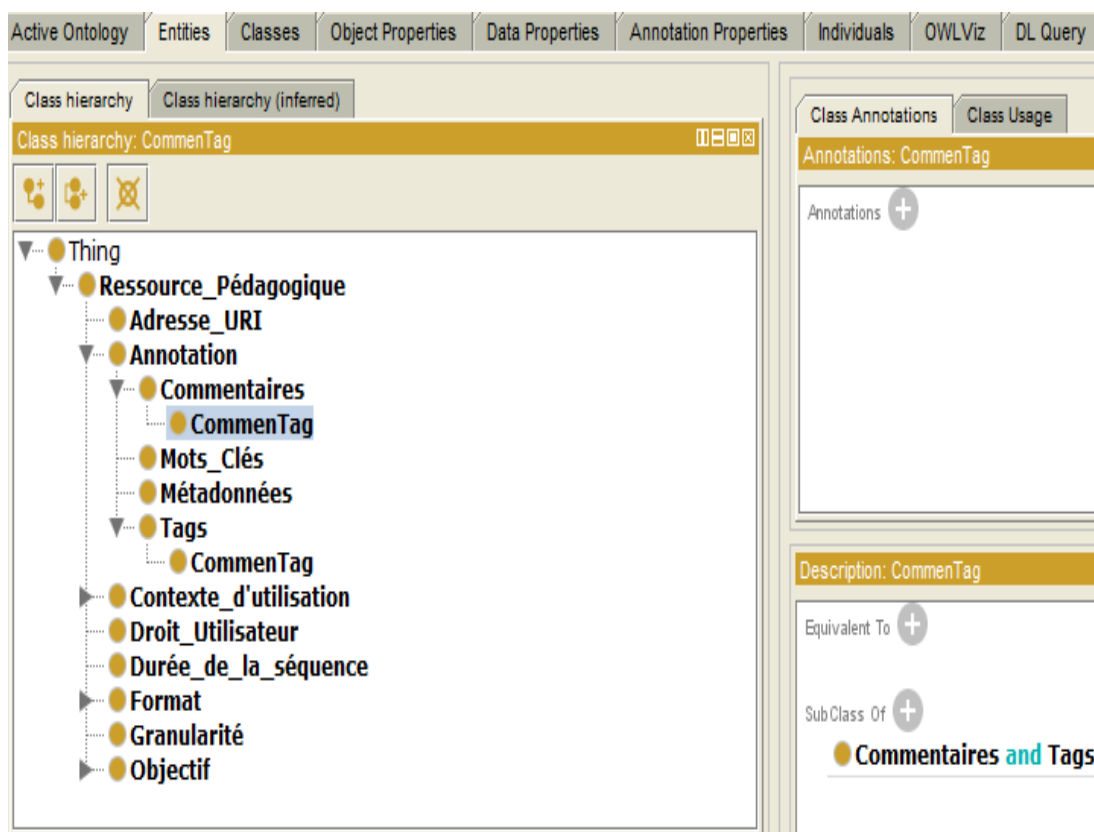 Active Ontology Entities Classes Object Properties Data Properties Annotation Properties Individuals OWLViz DL Query
Class hierarchy Class hierarchy (inferred)
Class hierarchy: CommenTag
Thing
Ressource_Pédagogique
Adresse_URI
Annotation
Commentaires
CommenTag
Mots_Clés
Métadonnées
Tags
CommenTag
Contexte_d'utilisation
Droit_Utilisateur
Durée_de_la_séquence
Format
Granularité
Objectif
Class Annotations Class Usage
Annotations: CommenTag
Annotations
Description: CommenTag
Equivalent To
SubClass Of
Commentaires and Tags